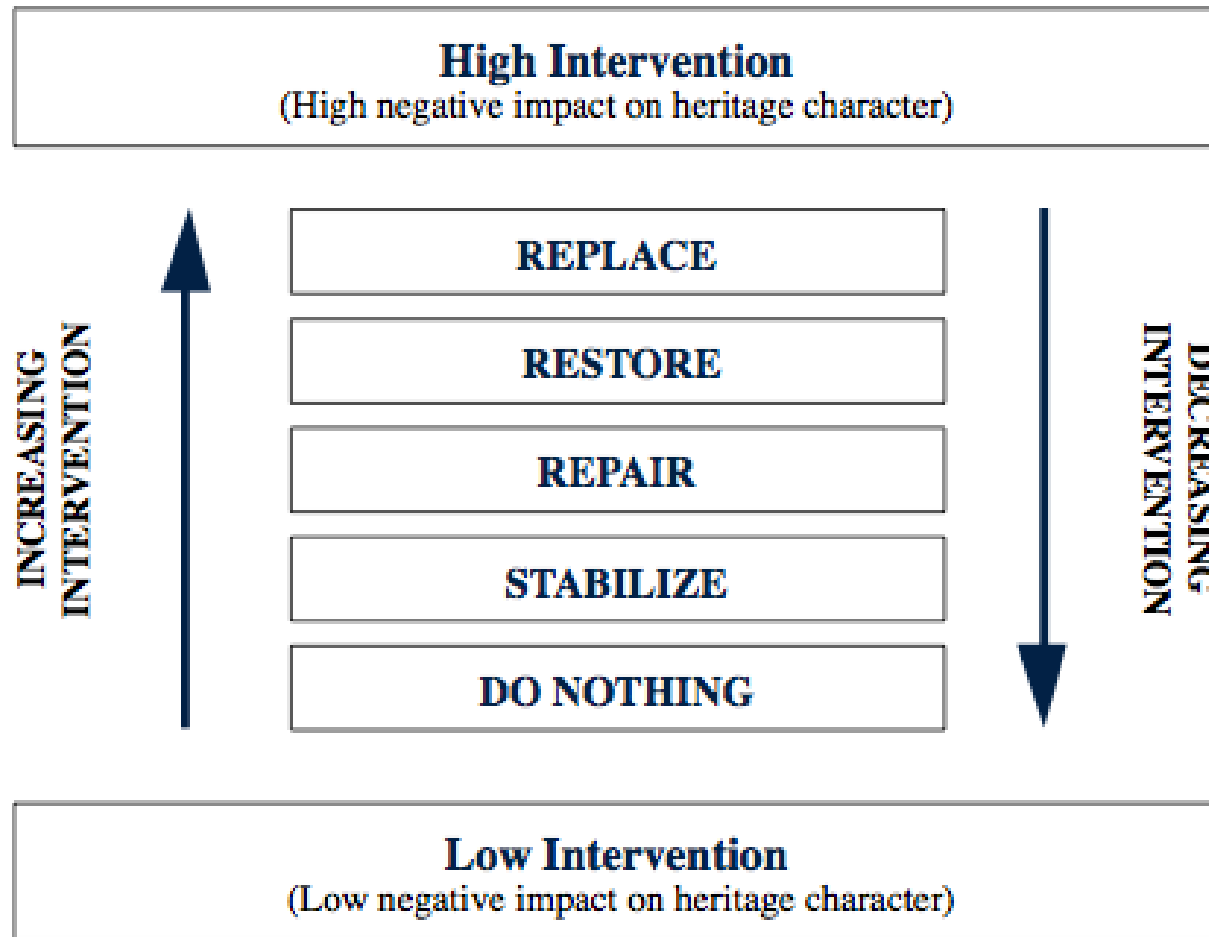 High Intervention
(High negative impact on heritage character)
INCREASING
INTERVENTION
REPLACE
RESTORE
REPAIR
STABILIZE
DO NOTHING
DECREASING
INTERVENTION
Low Intervention
(Low negative impact on heritage character)